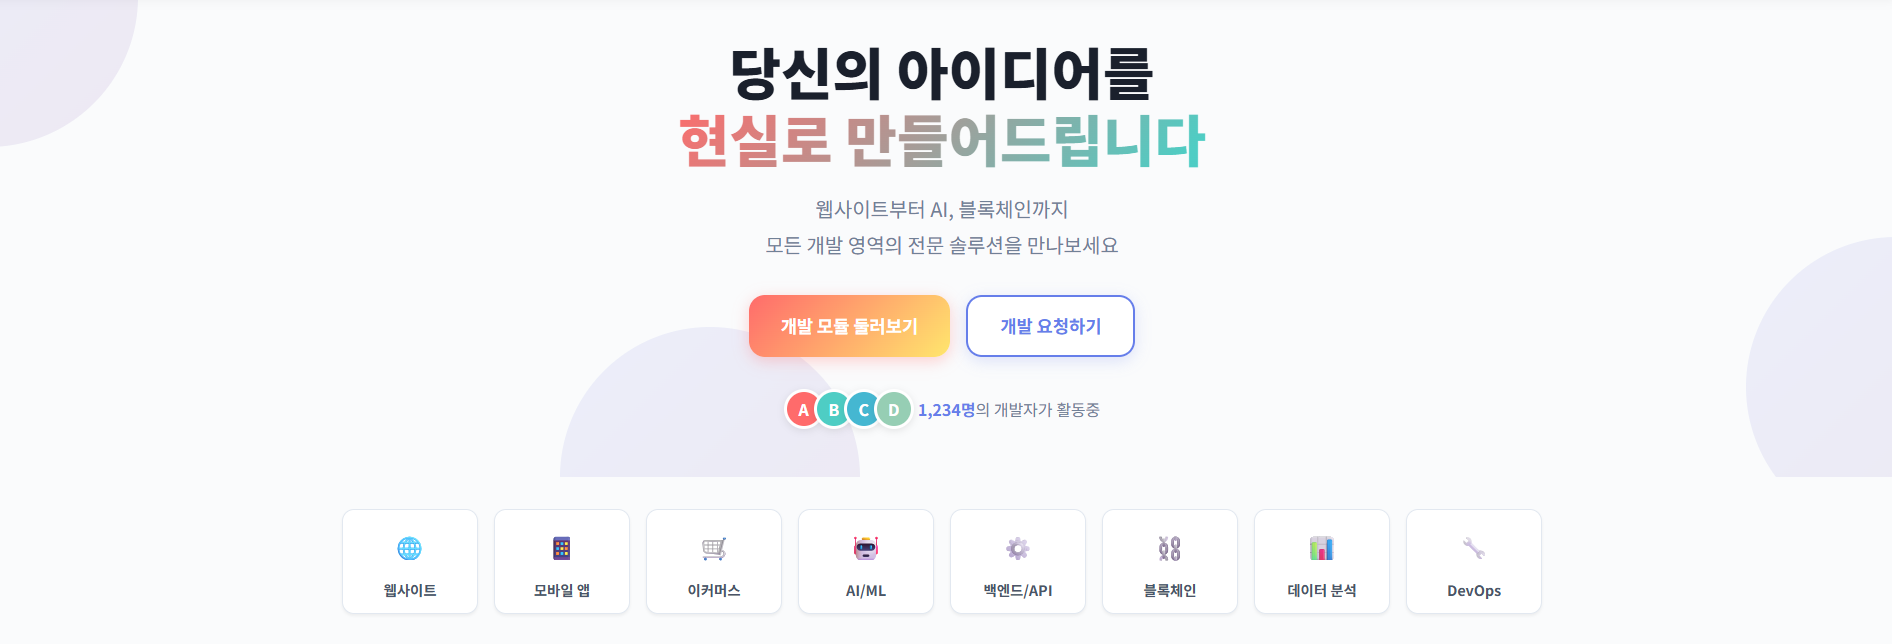 당신의 아이디어를
현실로 만들어드립니다
웹사이트부터 AI, 블록체인까지
모든 개발 영역의 전문 솔루션을 만나보세요
개발 모듈 둘러보기
개발 요청하기
A B C D 1,234명의 개발자가 활동중
웹사이트
모바일 앱
이커머스
AI/ML
백엔드/API
블록체인
데이터 분석
DevOps